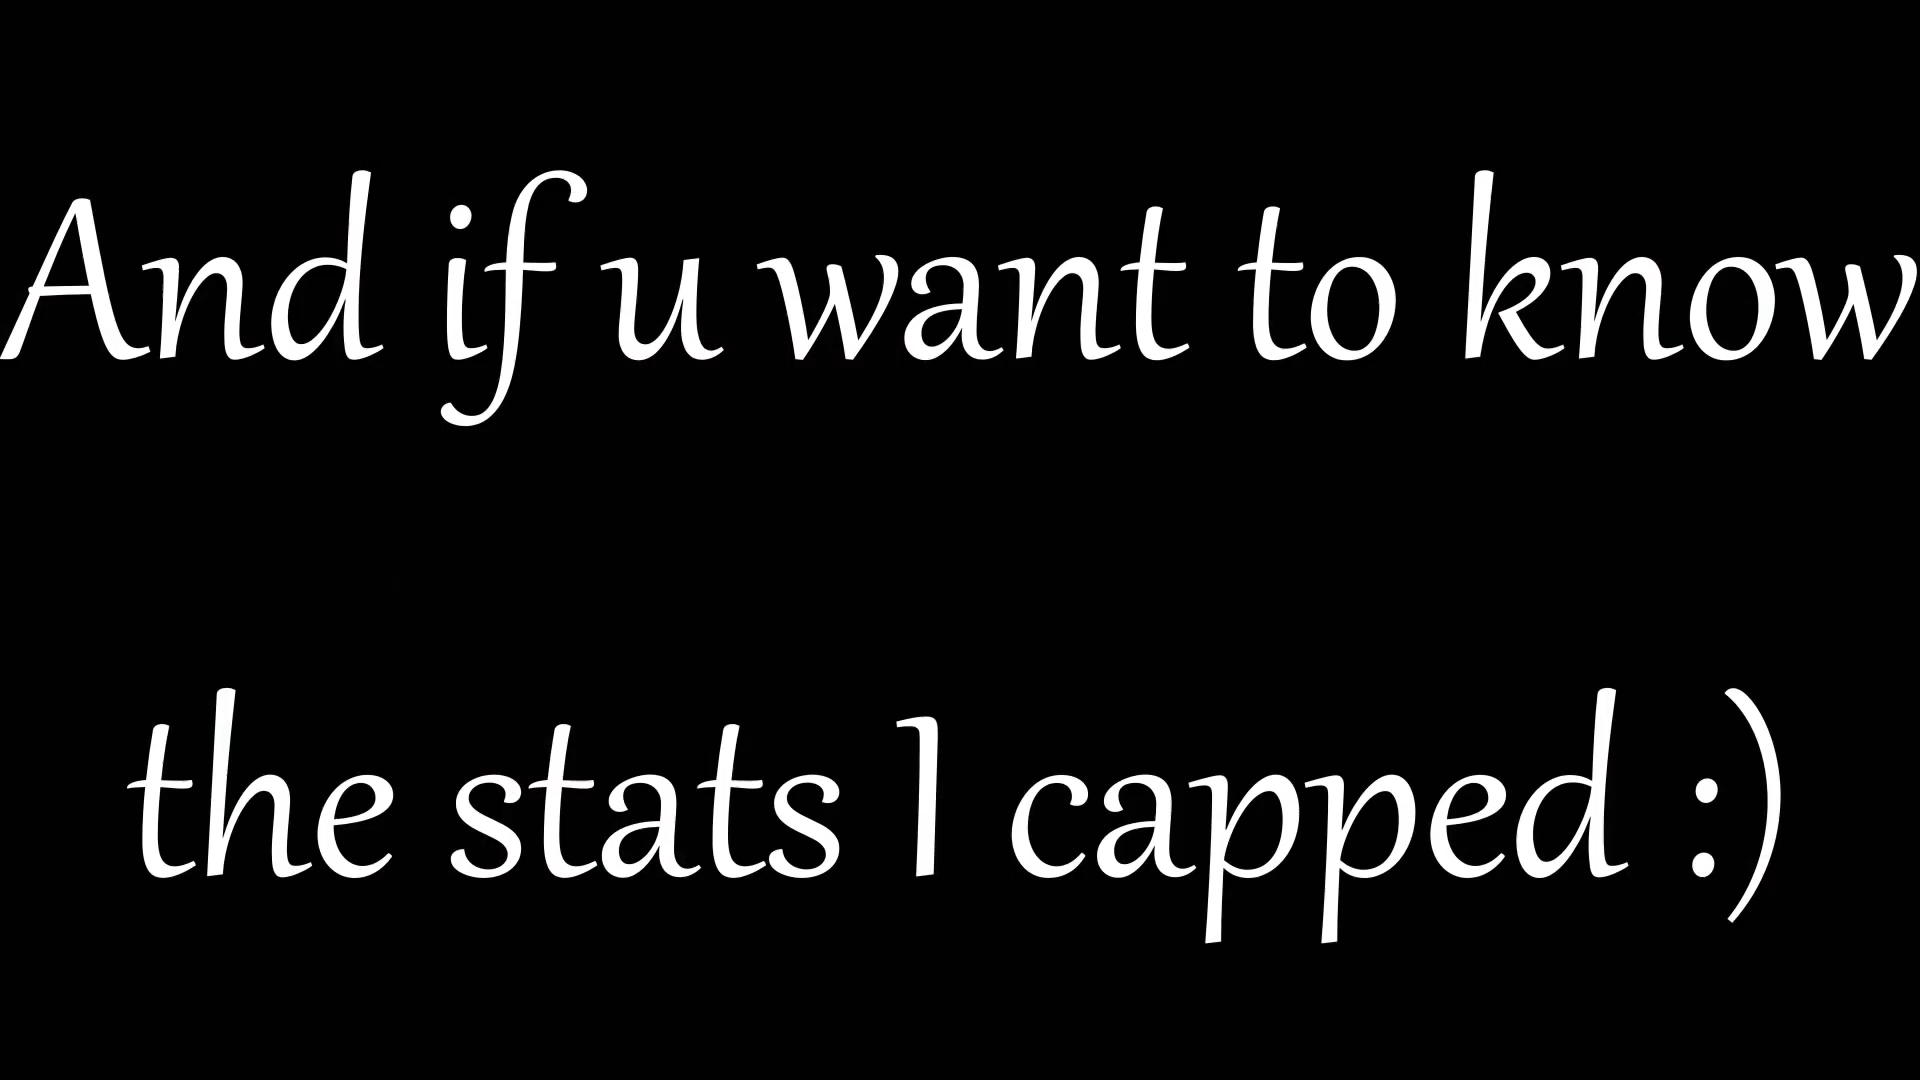 And if u want to know
the stats I capped :)